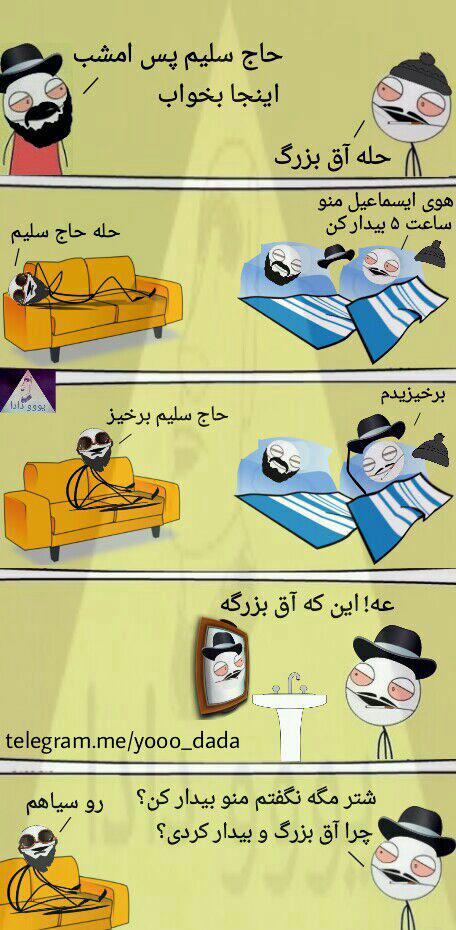 حاج سلیم پس امشب
اینجا بخواب
حله آق بزرگ
هوی ایسماعیل منو
ساعت ۵ بیدار کن
حله حاج سلیم
یووو دادا
برخیزیدم
حاج سلیم برخیز
عه! این که آق بزرگه
telegram.me/yooo_dada
شتر مگه نگفتم منو بیدار کن؟
چرا آق بزرگ و بیدار کردی؟
رو سیاهم